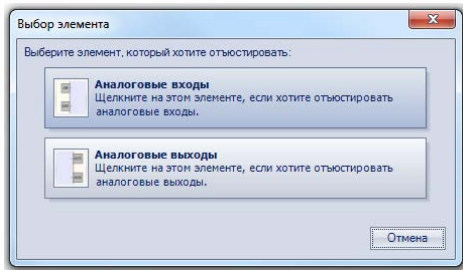 Выбор элемента
Выберите элемент, который хотите отъюстировать:
Аналоговые входы
Щелкните на этом элементе, если хотите отъюстировать
аналоговые входы.
Аналоговые выходы
Щелкните на этом элементе, если хотите отъюстировать
аналоговые выходы.
Отмена